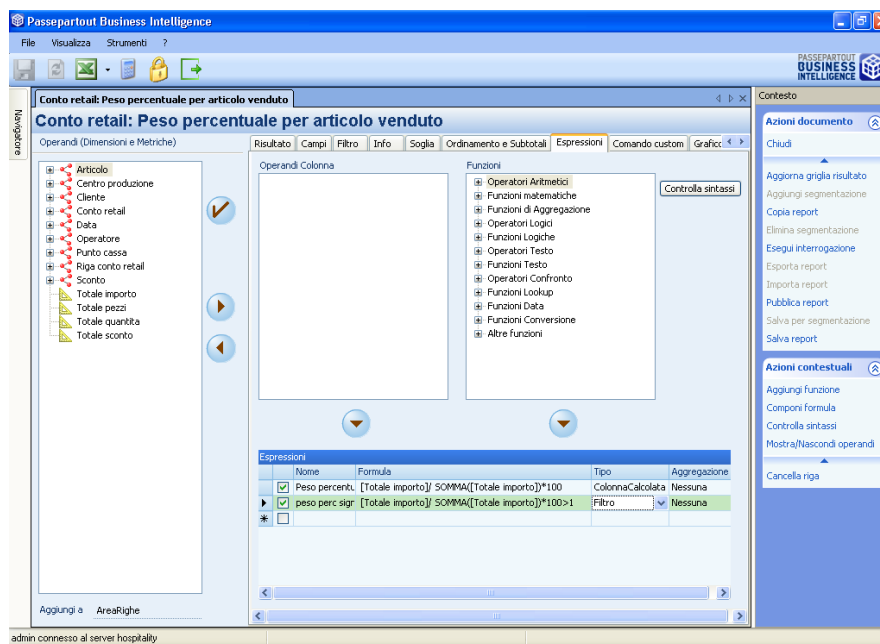 Passepartout Business Intelligence
File Visualizza Strumenti ?
PASSEPARTOUT
BUSINESS
INTELLIGENCE
Navigatore
Conto retail: Peso percentuale per articolo venduto
Conto retail: Peso percentuale per articolo venduto
Operandi (Dimensioni e Metriche)
Articolo
Centro produzione
Cliente
Conto retail
Data
Operatore
Punto cassa
Riga conto retail
Sconto
Totale importo
Totale pezzi
Totale quantita
Totale sconto
Aggiungi a AreaRighe
Risultato Campi Filtro Info Soglia Ordinamento e Subtotali Espressioni Comando custom Grafico
Operandi Colonna
Funzioni
Operatori Aritmetici
Funzioni matematiche
Funzioni di Aggregazione
Operatori Logici
Funzioni Logiche
Operatori Testo
Funzioni Testo
Operatori Confronto
Funzioni Lookup
Funzioni Data
Funzioni Conversione
Altre funzioni
Controlla sintassi
Espressioni
Nome Formula Tipo Aggregazione
Peso percentu [Totale importo]/ SOMMA([Totale importo])*100 ColonnaCalcolata Nessuna
peso perc sigr [Totale importo]/ SOMMA([Totale importo])*100>1 Filtro Nessuna
Contesto
Azioni documento
Chiudi
Aggiorna griglia risultato
Aggiungi segmentazione
Copia report
Elimina segmentazione
Esegui interrogazione
Esporta report
Importa report
Pubblica report
Salva per segmentazione
Salva report
Azioni contestuali
Aggiungi funzione
Componi formula
Controlla sintassi
Mostra/Nascondi operandi
Cancella riga
admin connesso al server hospitality